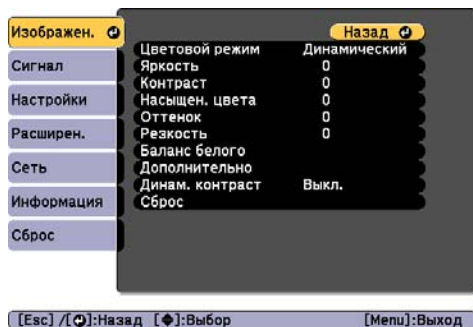 Изображен.
Сигнал
Настройки
Расширен.
Сеть
Информация
Сброс
Назад
Цветовой режим Динамический
Яркость 0
Контраст 0
Насыщен. цвета 0
Оттенок 0
Резкость 0
Баланс белого
Дополнительно
Динам. контраст Выкл.
Сброс
[Esc] /[⏎]:Назад [◆]:Выбор [Menu]:Выход